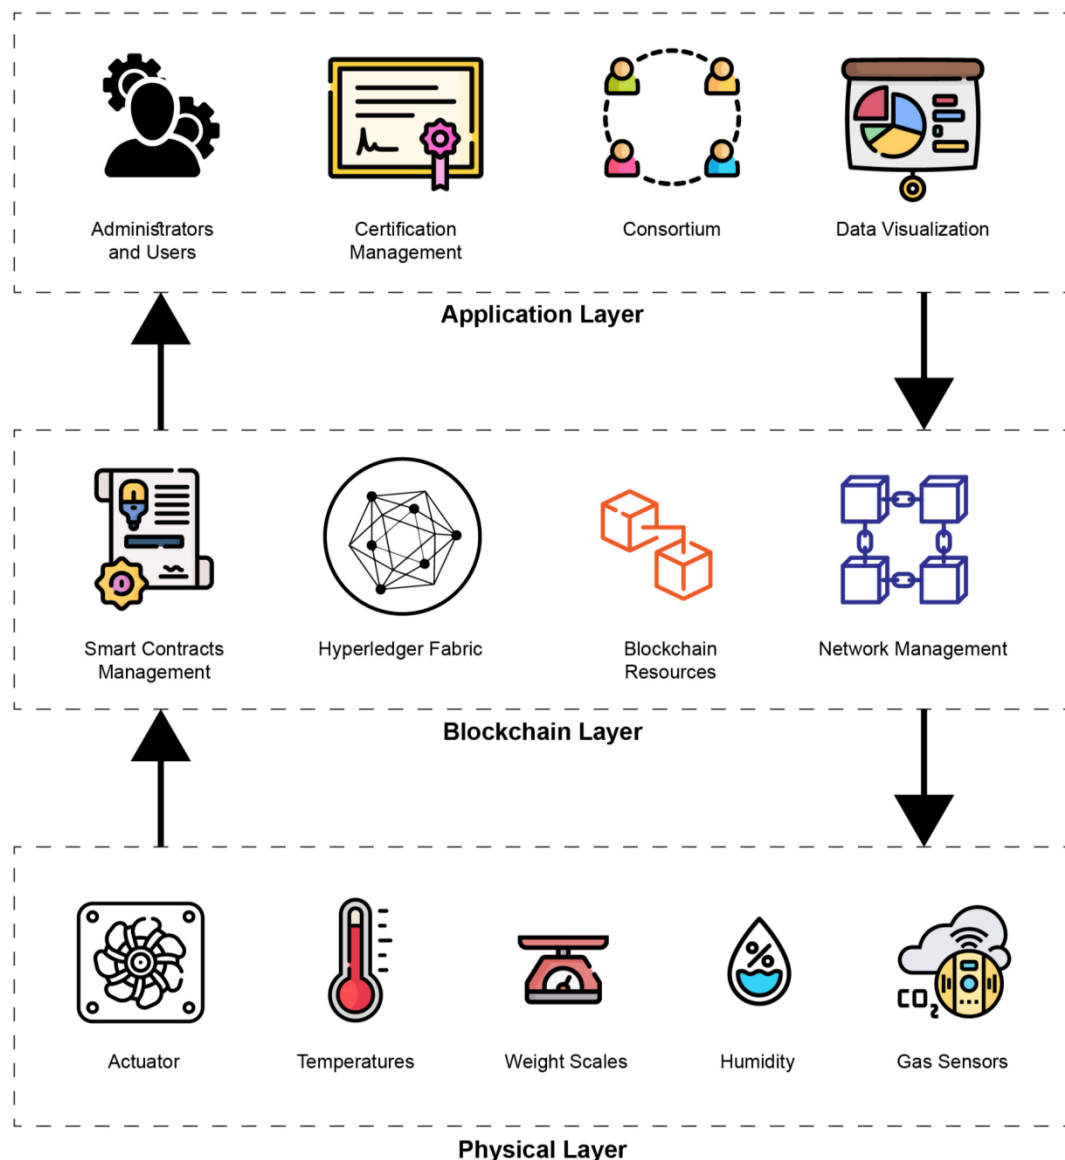 Administrators
and Users
Certification
Management
Consortium
Data Visualization
Application Layer
Smart Contracts
Management
Hyperledger Fabric
Blockchain
Resources
Network Management
Blockchain Layer
CO2
Actuator
Temperatures
Weight Scales
Humidity
Gas Sensors
Physical Layer